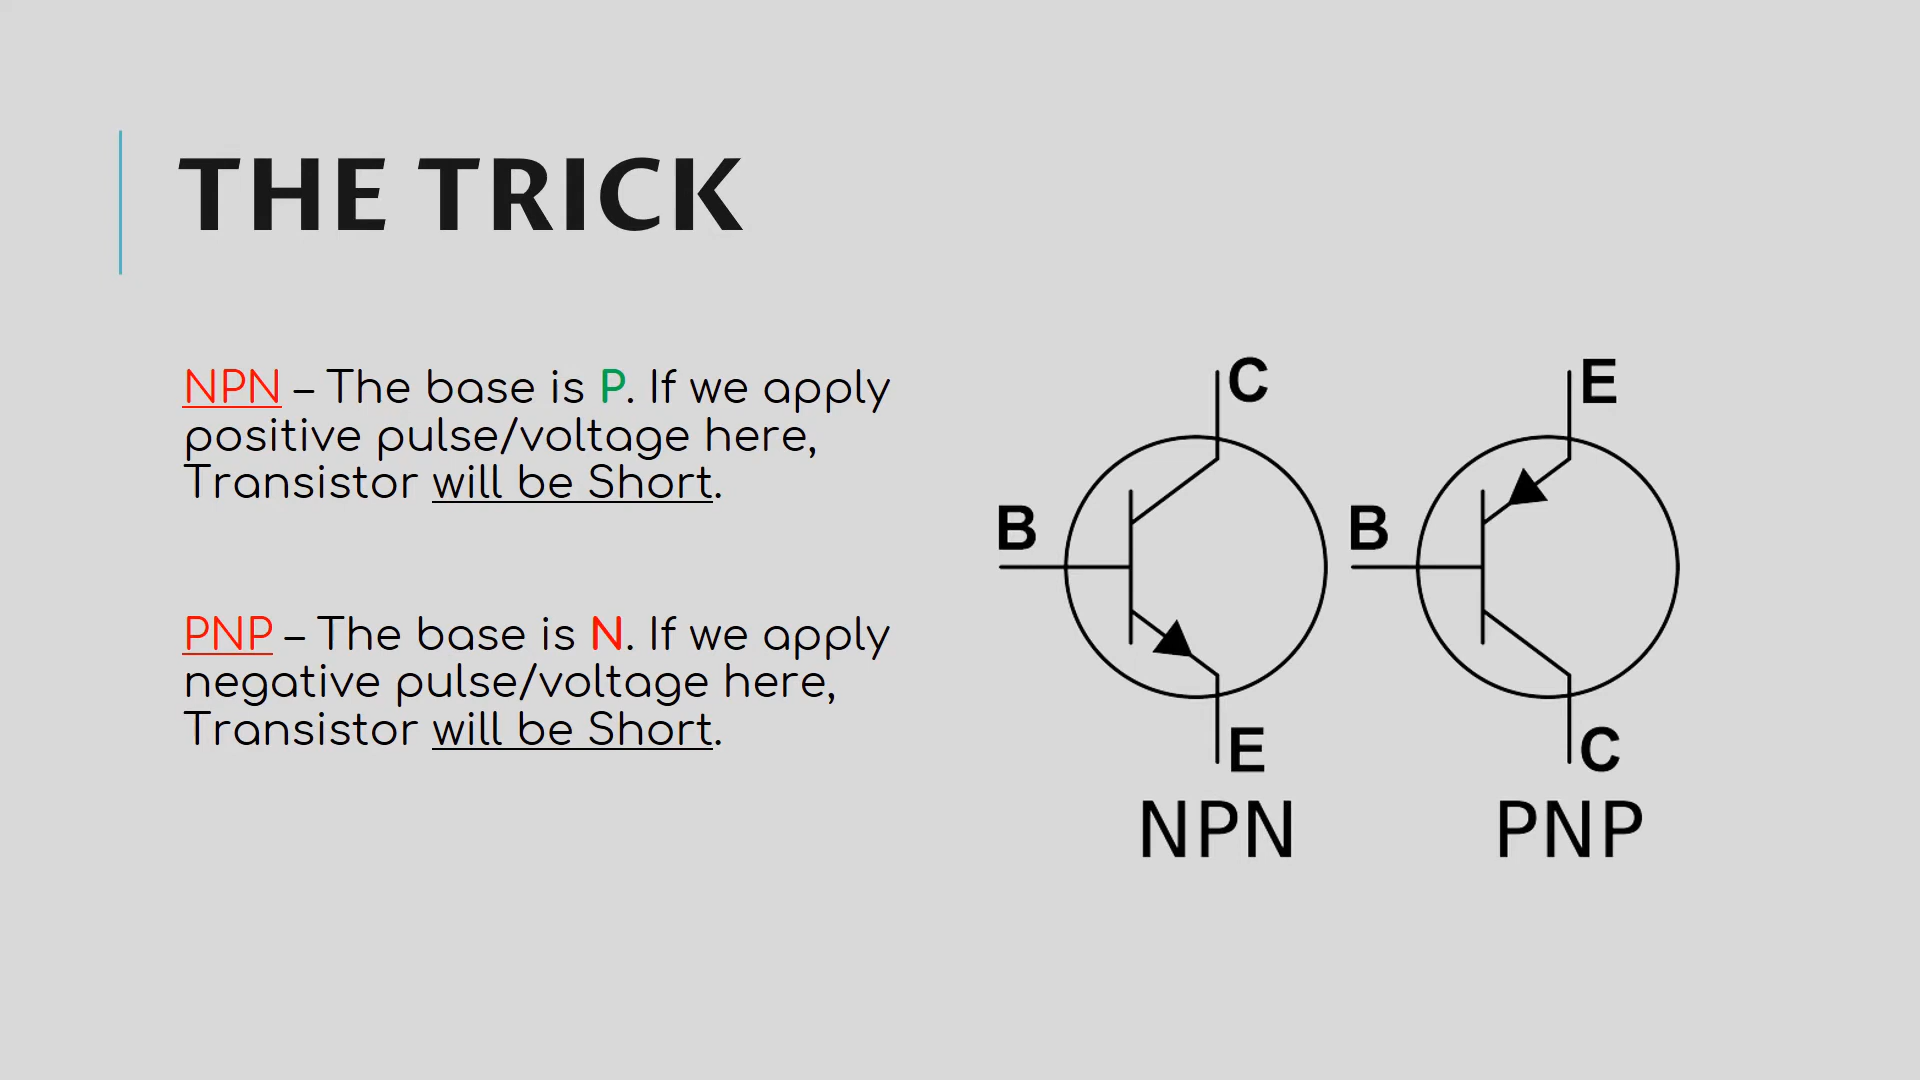 THE TRICK
NPN – The base is P. If we apply
positive pulse/voltage here,
Transistor will be Short.
PNP – The base is N. If we apply
negative pulse/voltage here,
Transistor will be Short.
C
B
E
NPN
E
B
C
PNP